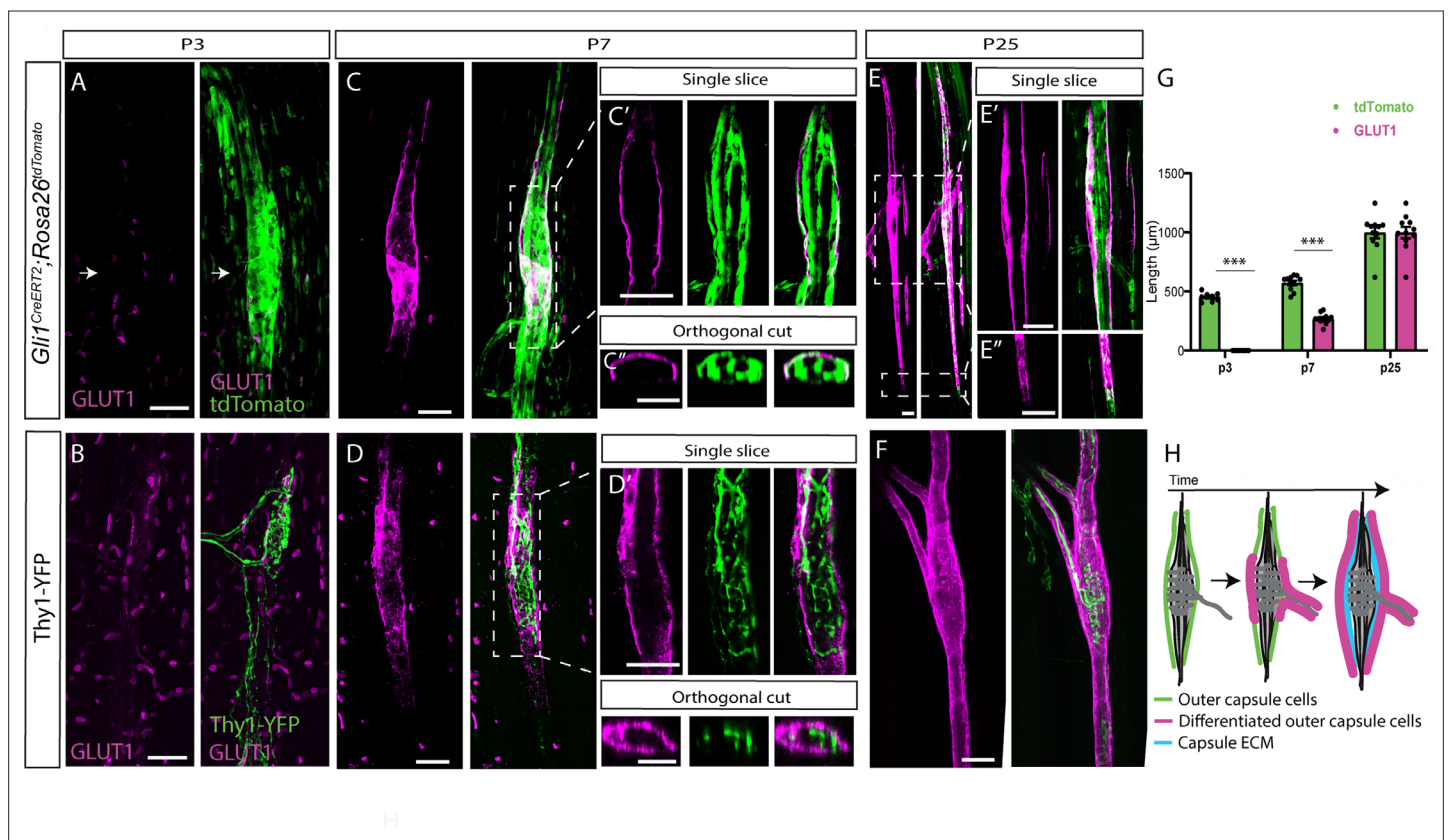 P3
P7
P25
Gli1CreERT2;Rosa26tdTomato
A
GLUT1
GLUT1
tdTomato
C
Single slice
C'
Orthogonal cut
C''
E
Single slice
E'
E''
G
tdTomato
GLUT1
Length (µm)
1500
1000
500
0
***
***
p3
p7
p25
Thy1-YFP
B
GLUT1
Thy1-YFP
GLUT1
D
Single slice
D'
Orthogonal cut
F
H
Time
Outer capsule cells
Differentiated outer capsule cells
Capsule ECM
H